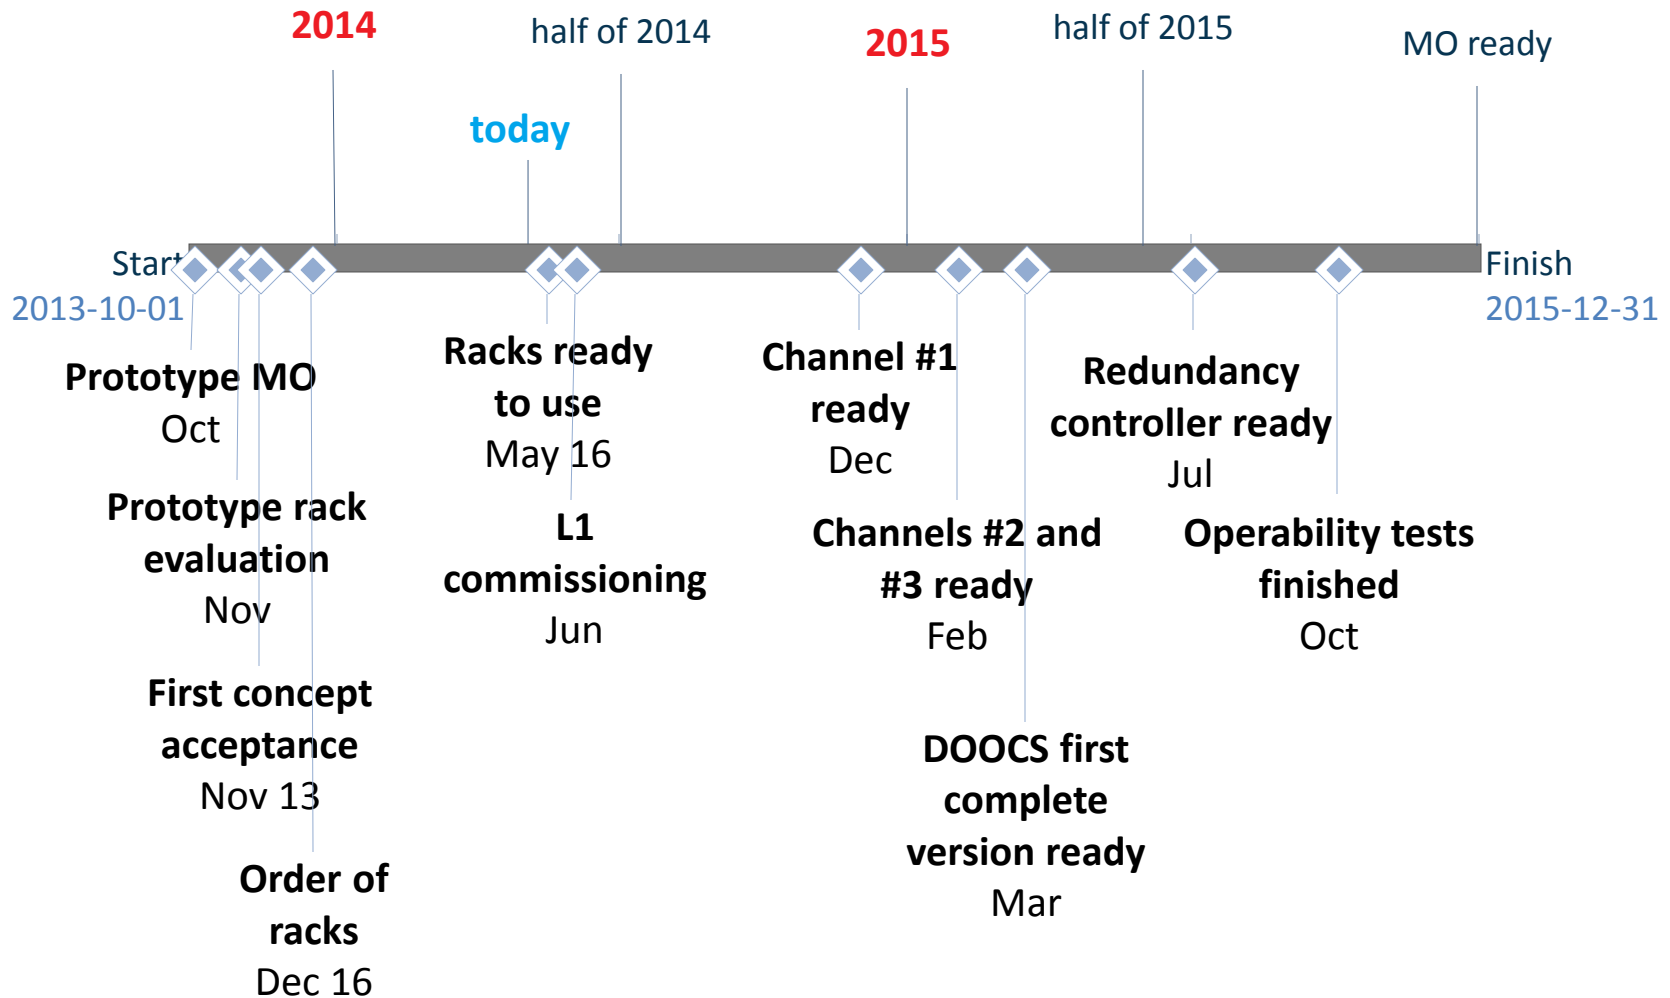 2014
half of 2014
2015
half of 2015
MO ready
today
Start
2013-10-01
Finish
2015-12-31
Prototype MO
Oct
Prototype rack
evaluation
Nov
First concept
acceptance
Nov 13
Order of
racks
Dec 16
Racks ready
to use
May 16
L1
commissioning
Jun
Channel #1
ready
Dec
Channels #2 and
#3 ready
Feb
DOOCS first
complete
version ready
Mar
Redundancy
controller ready
Jul
Operability tests
finished
Oct